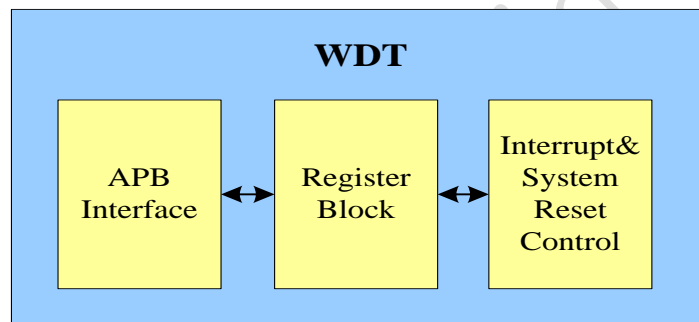 WDT
APB
Interface
Register
Block
Interrupt&
System
Reset
Control